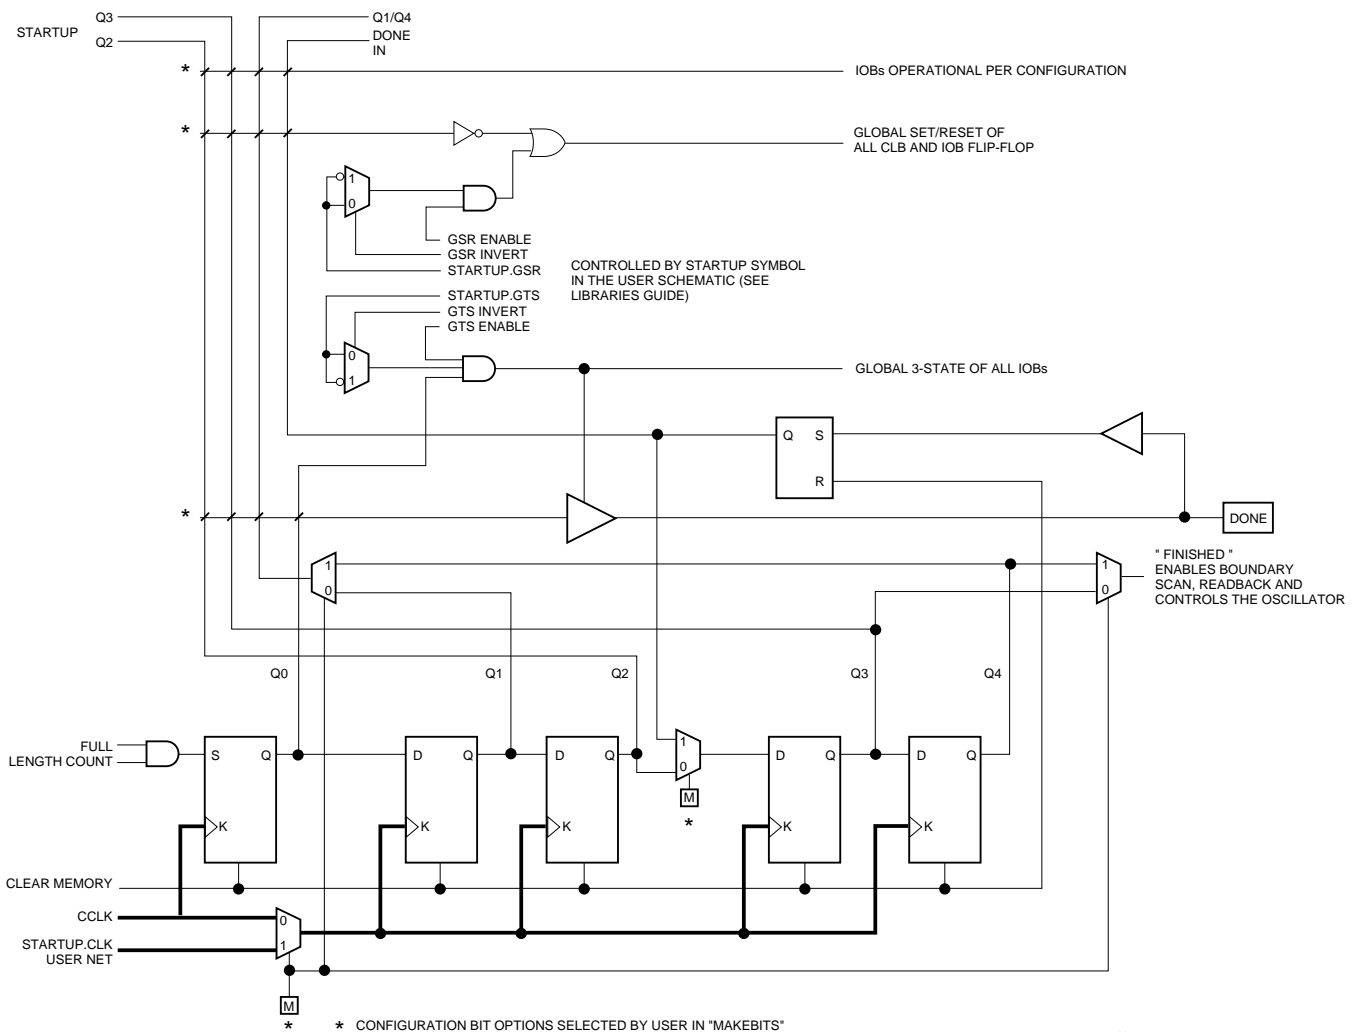 Q3
STARTUP
Q2
Q1/Q4
DONE
IN
*
IOBs OPERATIONAL PER CONFIGURATION
*
GLOBAL SET/RESET OF
ALL CLB AND IOB FLIP-FLOP
1
0
GSR ENABLE
GSR INVERT
STARTUP.GSR
CONTROLLED BY STARTUP SYMBOL
IN THE USER SCHEMATIC (SEE
LIBRARIES GUIDE)
STARTUP.GTS
GTS INVERT
GTS ENABLE
0
1
GLOBAL 3-STATE OF ALL IOBs
Q S
R
*
DONE
1
0
1
0
" FINISHED "
ENABLES BOUNDARY
SCAN, READBACK AND
CONTROLS THE OSCILLATOR
Q0
Q1
Q2
Q3
Q4
FULL
LENGTH COUNT
S Q
K
D Q
K
D Q
K
1
0
M
*
D Q
K
D Q
K
CLEAR MEMORY
CCLK
STARTUP.CLK
USER NET
0
1
M
*
* CONFIGURATION BIT OPTIONS SELECTED BY USER IN "MAKEBITS"